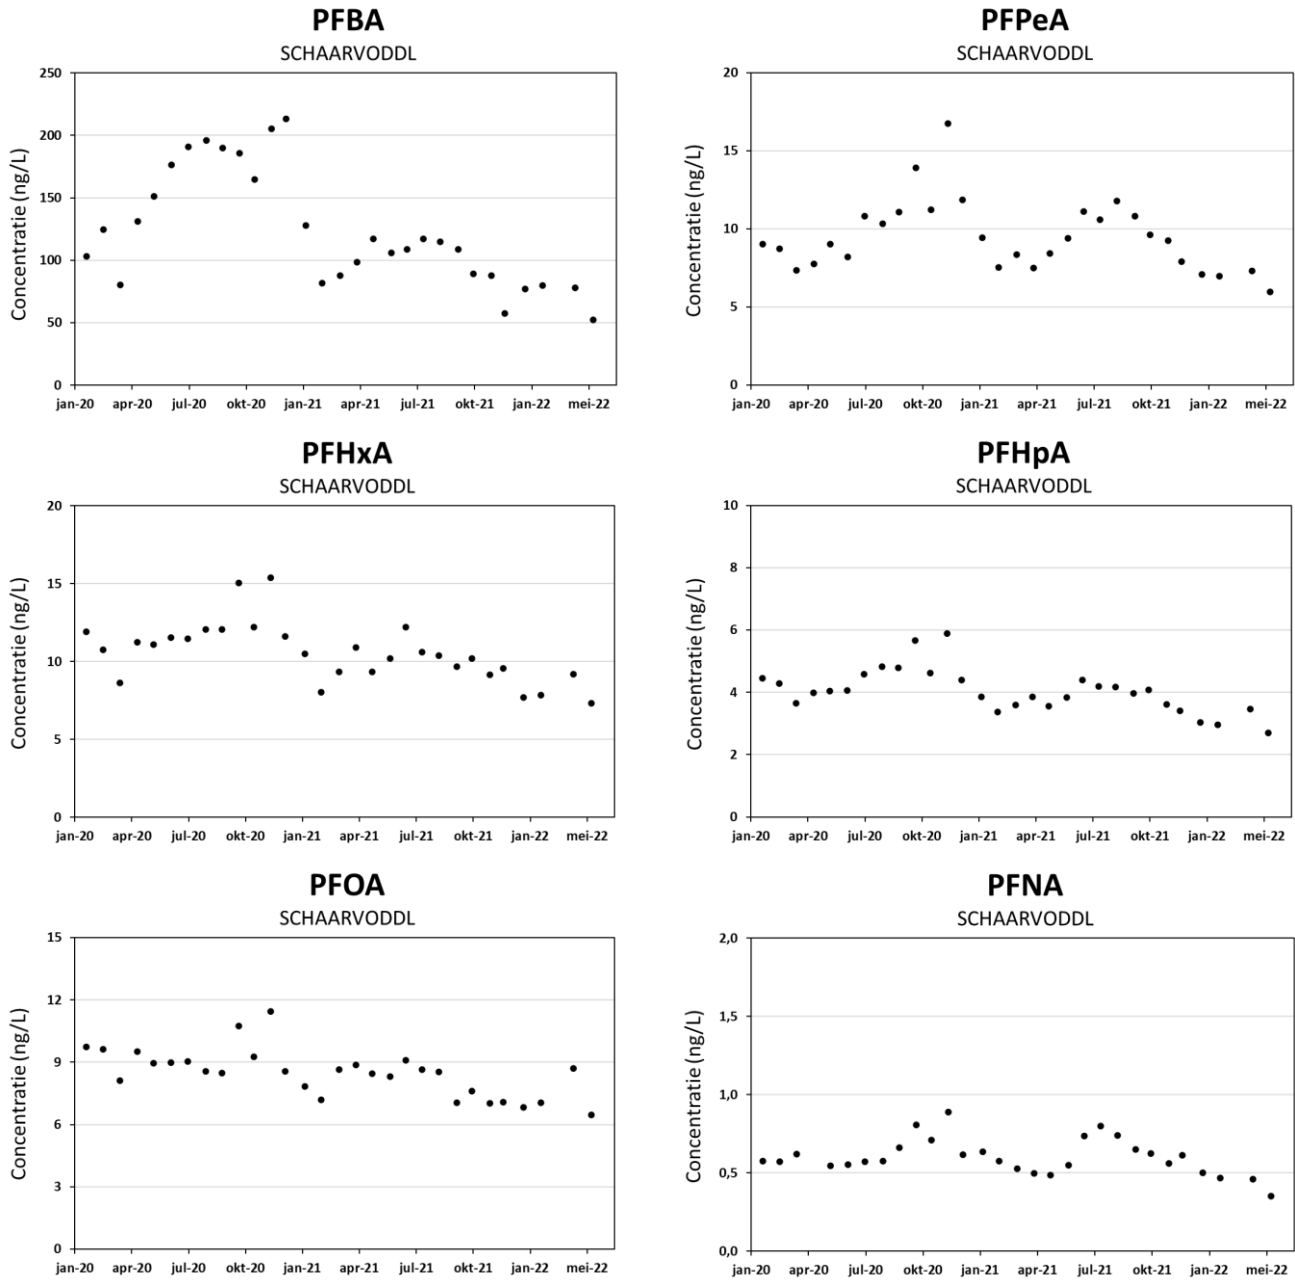 PFBA
SCHAARVODDL
Concentratie (ng/L)
250
200
150
100
50
0
jan-20 apr-20 jul-20 okt-20 jan-21 apr-21 jul-21 okt-21 jan-22 mei-22
PFPeA
SCHAARVODDL
Concentratie (ng/L)
20
15
10
5
0
jan-20 apr-20 jul-20 okt-20 jan-21 apr-21 jul-21 okt-21 jan-22 mei-22
PFHxA
SCHAARVODDL
Concentratie (ng/L)
20
15
10
5
0
jan-20 apr-20 jul-20 okt-20 jan-21 apr-21 jul-21 okt-21 jan-22 mei-22
PFHpA
SCHAARVODDL
Concentratie (ng/L)
10
8
6
4
2
0
jan-20 apr-20 jul-20 okt-20 jan-21 apr-21 jul-21 okt-21 jan-22 mei-22
PFOA
SCHAARVODDL
Concentratie (ng/L)
15
12
9
6
3
0
jan-20 apr-20 jul-20 okt-20 jan-21 apr-21 jul-21 okt-21 jan-22 mei-22
PFNA
SCHAARVODDL
Concentratie (ng/L)
2,0
1,5
1,0
0,5
0,0
jan-20 apr-20 jul-20 okt-20 jan-21 apr-21 jul-21 okt-21 jan-22 mei-22